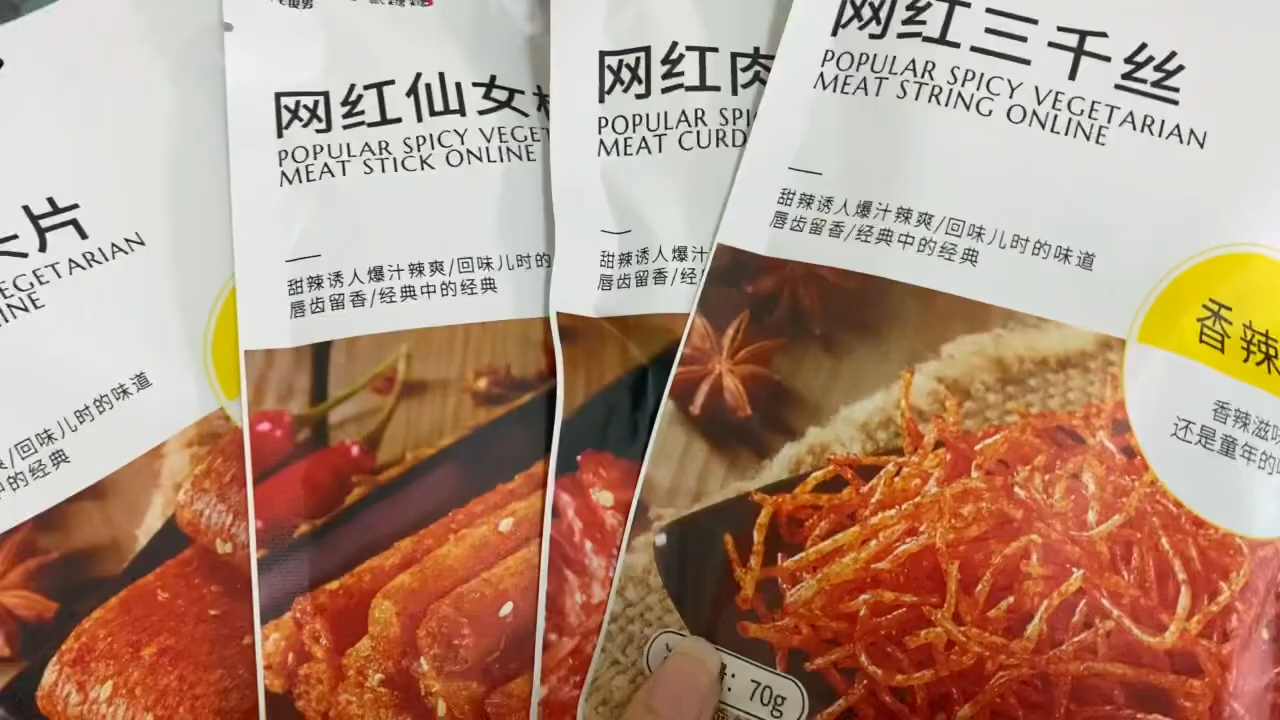 头片
EGETARIAN
INE
/回味儿时的味道
中的经典
网红仙女
POPULAR SPICY VEGET
MEAT STICK ONLINE
甜辣诱人爆汁辣爽/回味儿时的
唇齿留香/经典中的经典
网红肉
POPULAR SPI
MEAT CURD
甜辣诱人爆汁
唇齿留香/经
网红三千丝
POPULAR SPICY VEGETARIAN
MEAT STRING ONLINE
甜辣诱人爆汁辣爽/回味儿时的味道
唇齿留香/经典中的经典
香辣
香辣滋味
还是童年的
量：70g